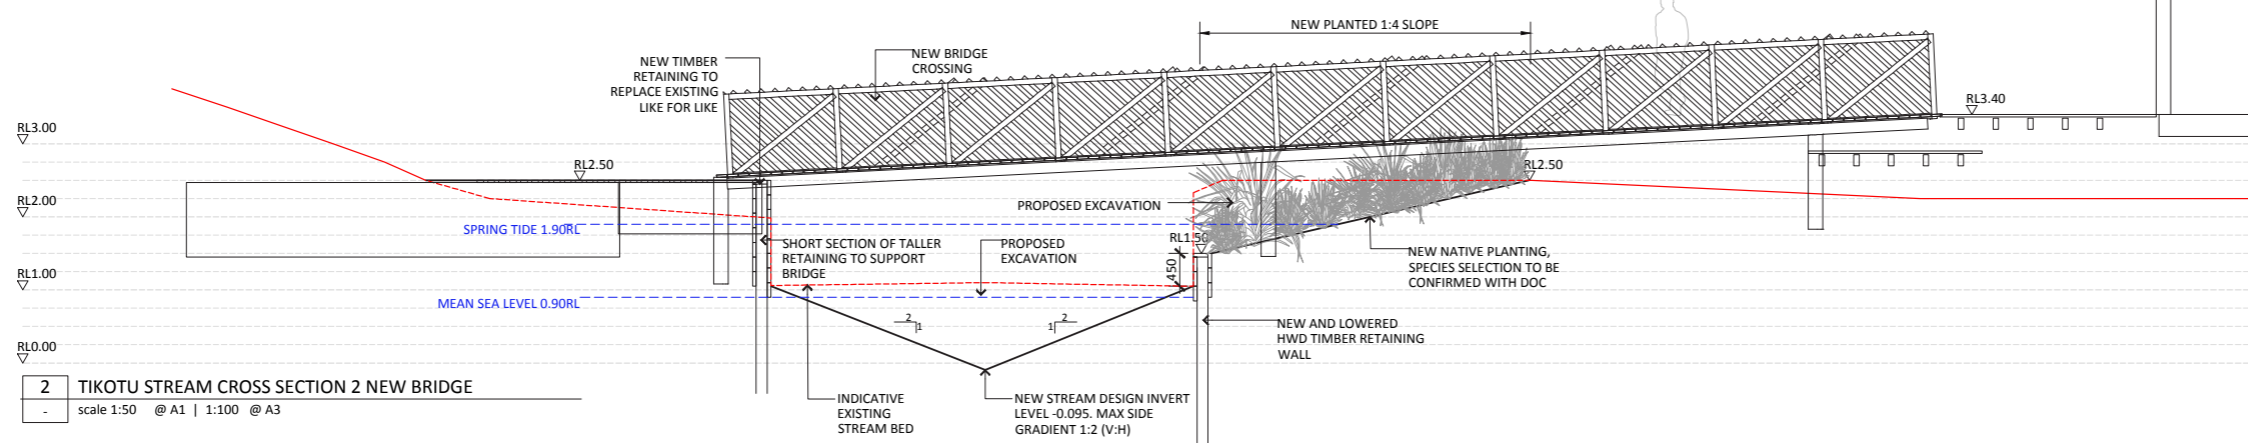 NEW PLANTED 1:4 SLOPE
NEW BRIDGE
CROSSING
NEW TIMBER
RETAINING TO
REPLACE EXISTING
LIKE FOR LIKE
RL3.40
RL3.00
RL2.50
RL2.50
RL2.00
PROPOSED EXCAVATION
SPRING TIDE 1.90RL
RL1.50
SHORT SECTION OF TALLER
RETAINING TO SUPPORT
BRIDGE
PROPOSED
EXCAVATION
NEW NATIVE PLANTING,
SPECIES SELECTION TO BE
CONFIRMED WITH DOC
450
RL1.00
MEAN SEA LEVEL 0.90RL
2
1
2
1
NEW AND LOWERED
HWD TIMBER RETAINING
WALL
RL0.00
2
TIKOTU STREAM CROSS SECTION 2 NEW BRIDGE
-
scale 1:50 @ A1 | 1:100 @ A3
INDICATIVE
EXISTING
STREAM BED
NEW STREAM DESIGN INVERT
LEVEL -0.095. MAX SIDE
GRADIENT 1:2 (V:H)